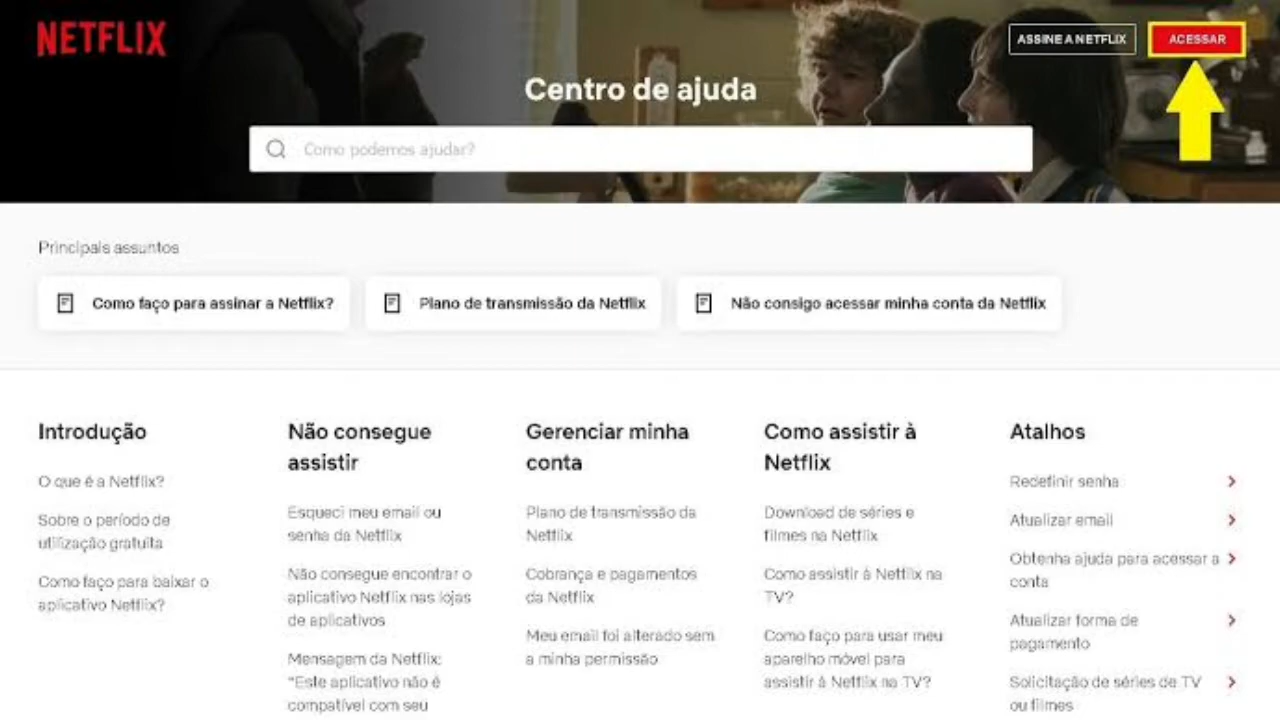 NETFLIX
ASSINE A NETFLIX
ACESSAR
Centro de ajuda
Como podemos ajudar?
Principais assuntos
Como faço para assinar a Netflix?
Plano de transmissão da Netflix
Não consigo acessar minha conta da Netflix
Introdução
O que é a Netflix?
Sobre o período de
utilização gratuita
Como faço para baixar o
aplicativo Netflix?
Não consegue
assistir
Esqueci meu email ou
senha da Netflix
Não consegue encontrar o
aplicativo Netflix nas lojas
de aplicativos
Mensagem da Netflix:
"Este aplicativo não é
compatível com seu
Gerenciar minha
conta
Plano de transmissão da
Netflix
Cobrança e pagamentos
da Netflix
Meu email foi alterado sem
a minha permissão
Como assistir à
Netflix
Download de séries e
filmes na Netflix
Como assistir à Netflix na
TV?
Como faço para usar meu
aparelho móvel para
assistir à Netflix na TV?
Atalhos
Redefinir senha
Atualizar email
Obtenha ajuda para acessar a
conta
Atualizar forma de
pagamento
Solicitação de séries de TV
ou filmes